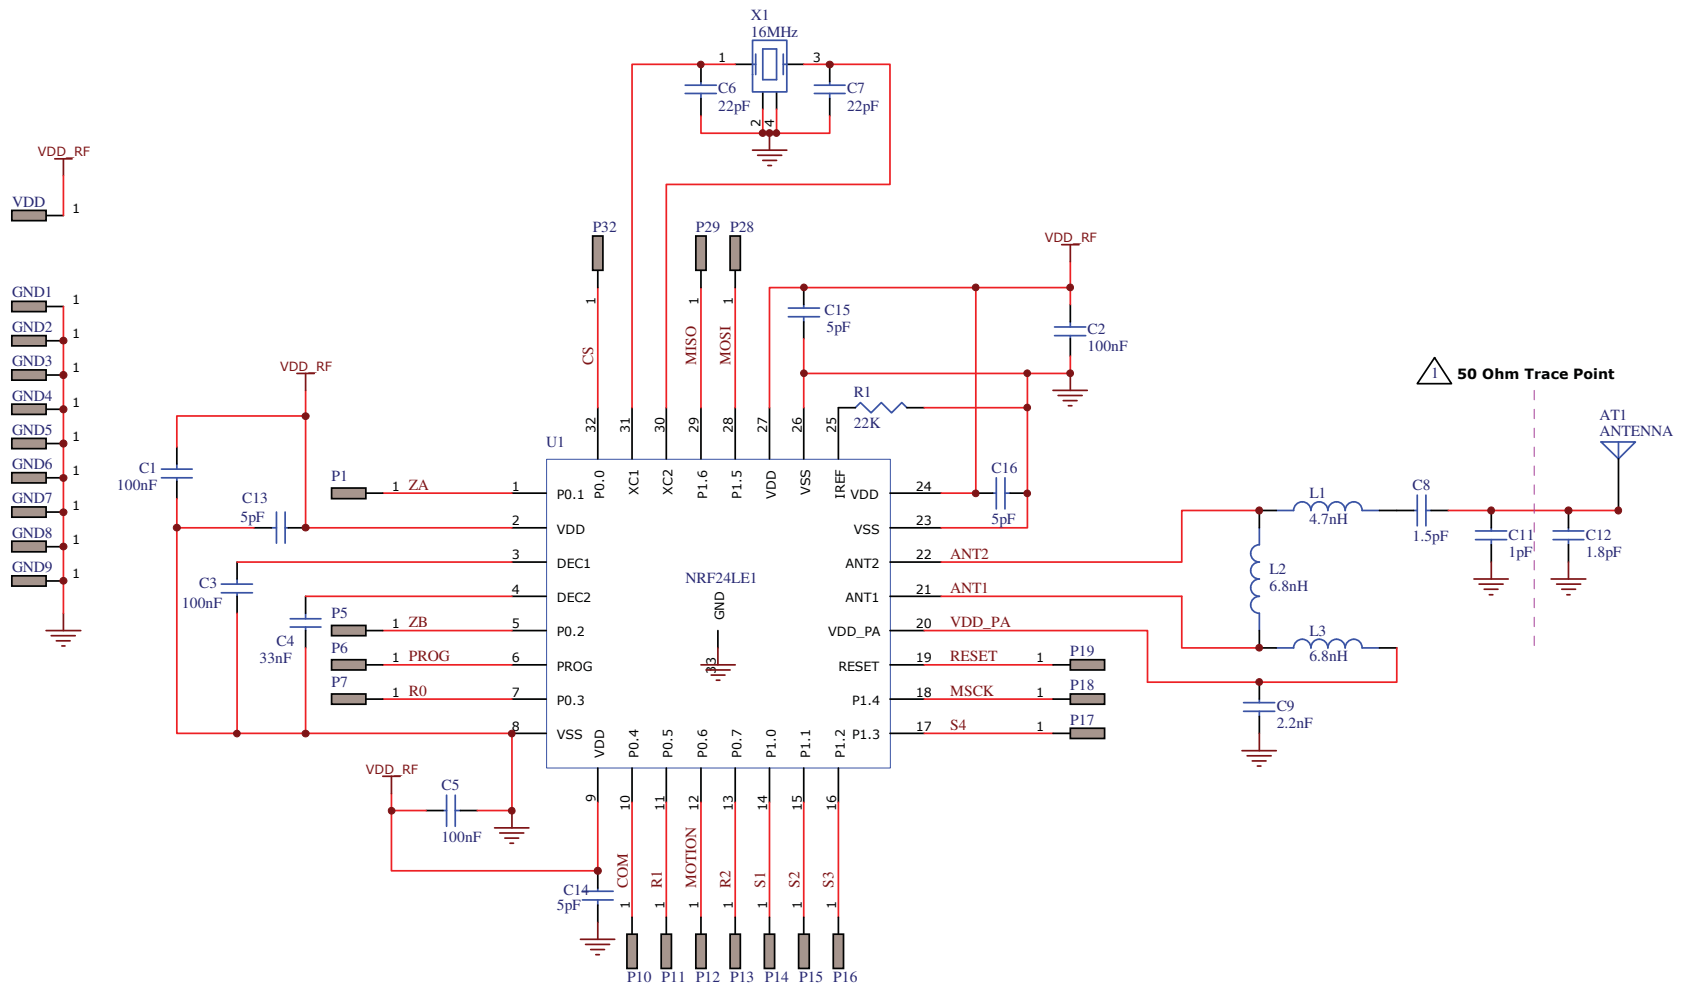 X1
16MHz
1
3
C6
22pF
C7
22pF
2
4
VDD_RF
VDD
1
P32
P29
P28
VDD_RF
GND1
1
GND2
1
GND3
1
GND4
1
GND5
1
GND6
1
GND7
1
GND8
1
GND9
1
1
1
1
CS
MISO
MOSI
C15
5pF
C2
100nF
VDD_RF
1 50 Ohm Trace Point
AT1
ANTENNA
R1
22K
U1
32
31
30
29
28
27
26
25
P0.0
XC1
XC2
P1.6
P1.5
VDD
VSS
IREF
C1
100nF
C13
5pF
C3
100nF
C4
33nF
P1
1 ZA
1
P0.1
2
VDD
3
DEC1
4
DEC2
P5
1 ZB
5
P0.2
P6
1 PROG
6
PROG
P7
1 R0
7
P0.3
8
VSS
NRF24LE1
GND
33
VDD
24
C16
5pF
VSS
23
ANT2
22
ANT2
ANT1
21
ANT1
VDD_PA
20
VDD_PA
RESET
19
RESET
1
P19
P1.4
18
MSCK
1
P18
P1.3
17
S4
1
P17
L1
4.7nH
C8
1.5pF
C11
1pF
C12
1.8pF
L2
6.8nH
L3
6.8nH
C9
2.2nF
VDD
P0.4
P0.5
P0.6
P0.7
P1.0
P1.1
P1.2
9
10
11
12
13
14
15
16
VDD_RF
C5
100nF
C14
5pF
COM
R1
MOTION
R2
S1
S2
S3
1
1
1
1
1
1
1
P10
P11
P12
P13
P14
P15
P16